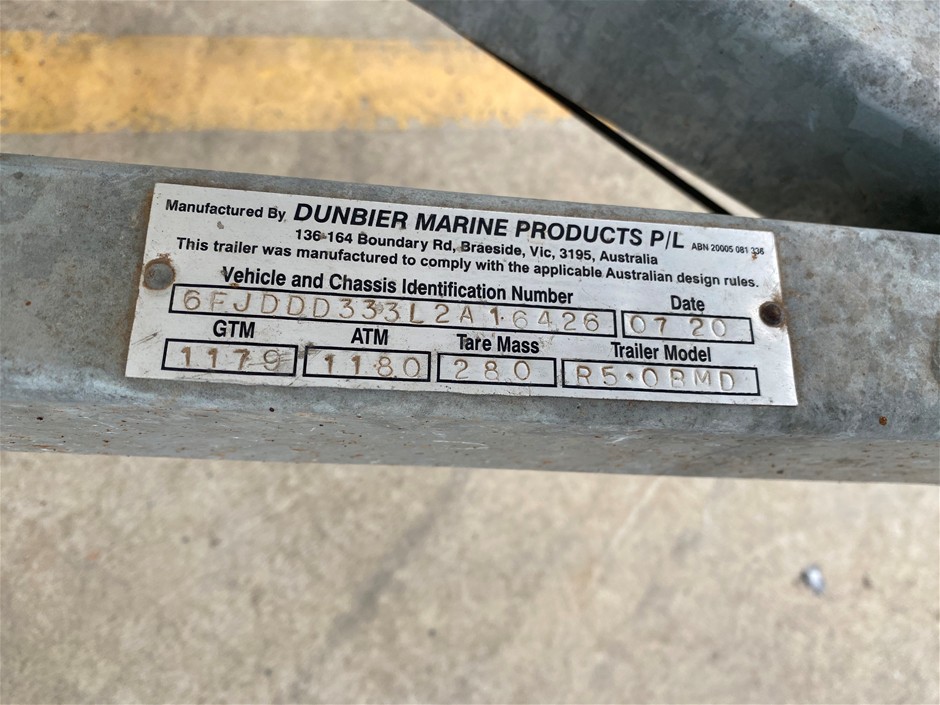 Manufactured By DUNBIER MARINE PRODUCTS P/L ABN 20005 081 336
136-164 Boundary Rd, Braeside, Vic, 3195, Australia
This trailer was manufactured to comply with the applicable Australian design rules.
Vehicle and Chassis Identification Number Date
6FJDDD333L2A16426 07 20
GTM ATM Tare Mass Trailer Model
1179 1180 280 R5.0BMD